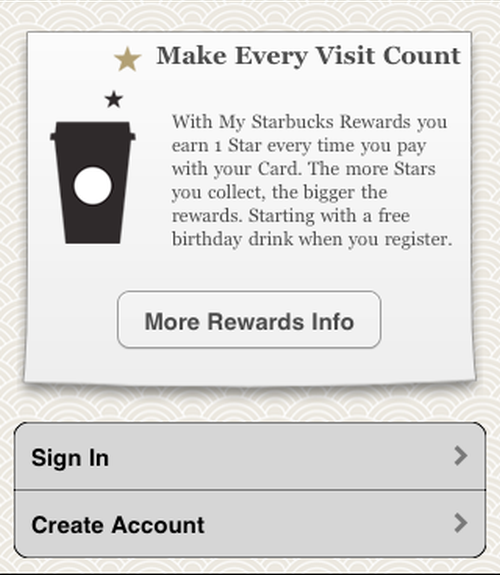 Make Every Visit Count
With My Starbucks Rewards you
earn 1 Star every time you pay
with your Card. The more Stars
you collect, the bigger the
rewards. Starting with a free
birthday drink when you register.
More Rewards Info
Sign In
Create Account